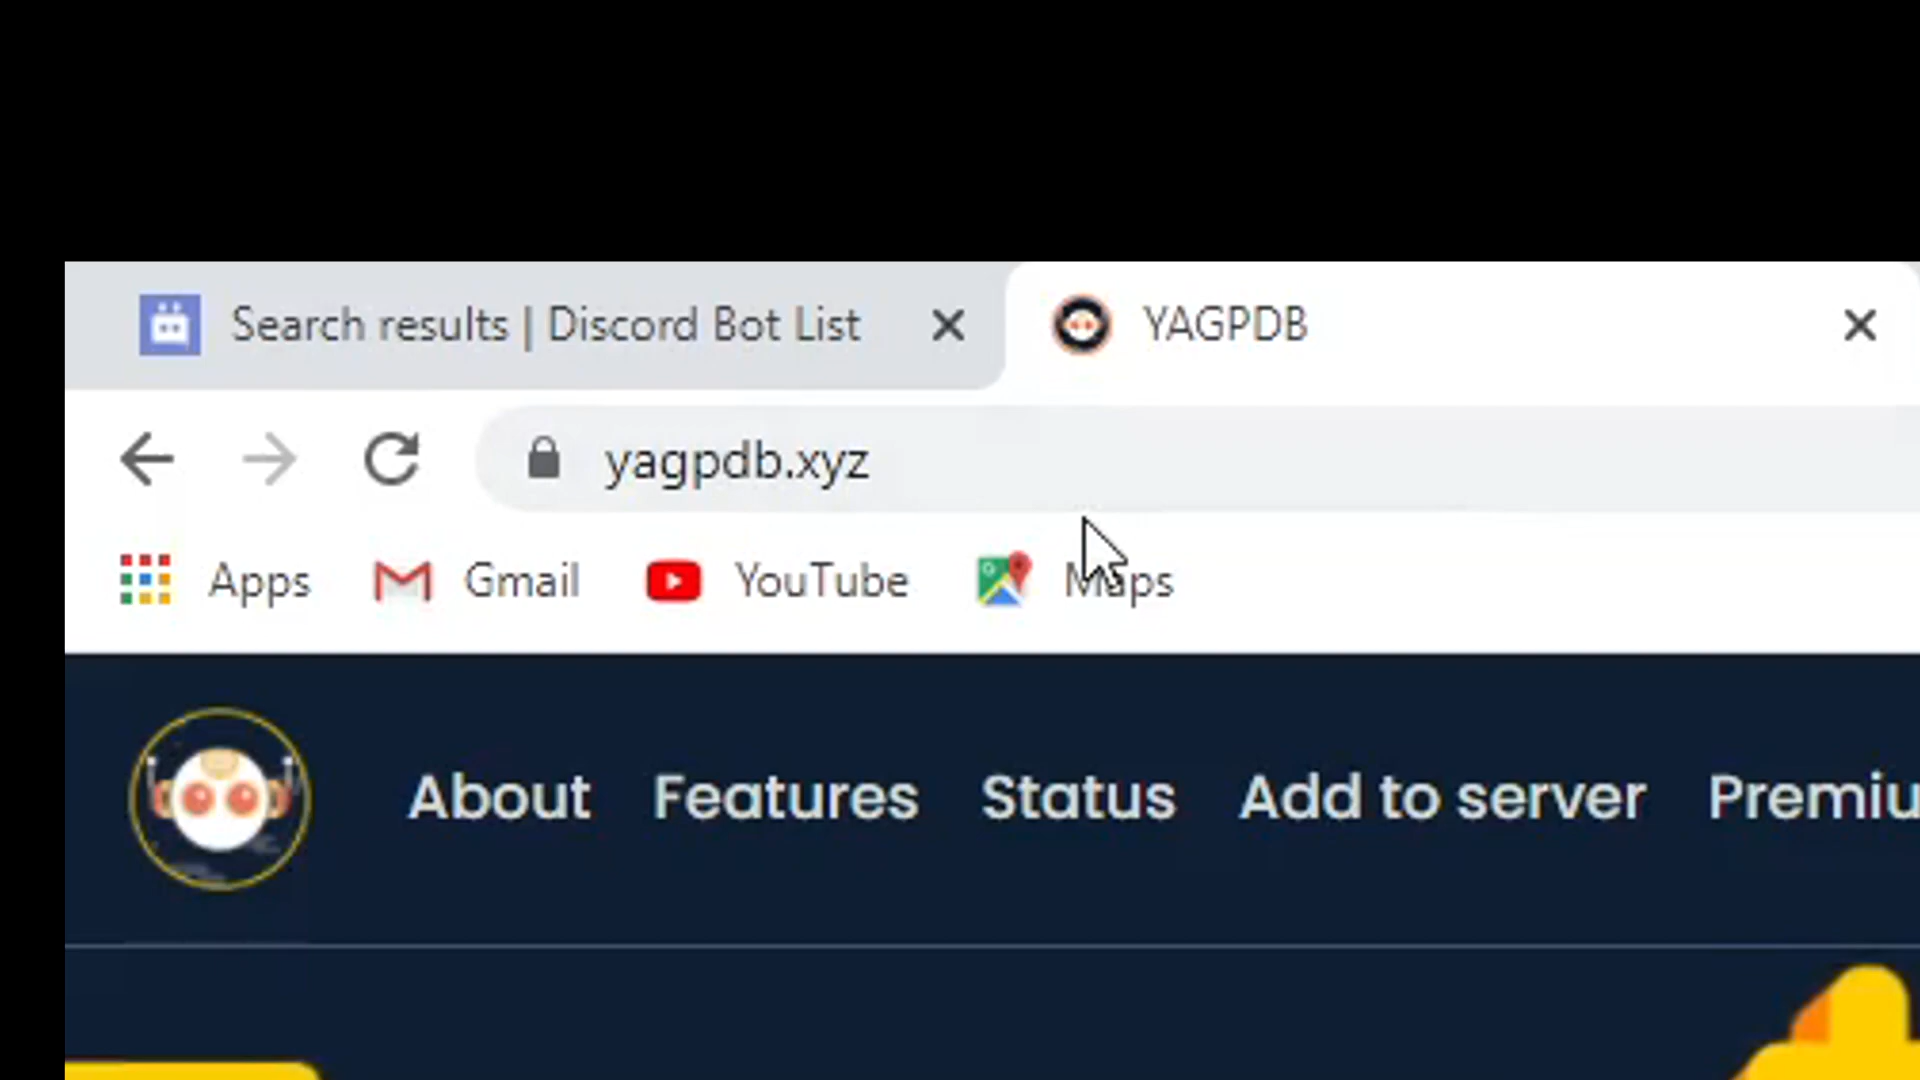 Search results | Discord Bot List
YAGPDB
yagpdb.xyz
Apps Gmail YouTube Maps
About Features Status Add to server Premiu